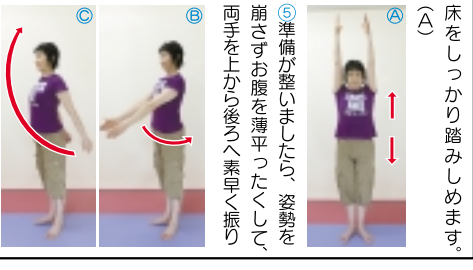 床をしっかり踏みしめます。
(A)
Ⓐ
⑤準備が整いましたら、姿勢を
崩さずお腹を薄平ったくして、
両手を上から後ろへ素早く振り
Ⓑ
Ⓒ